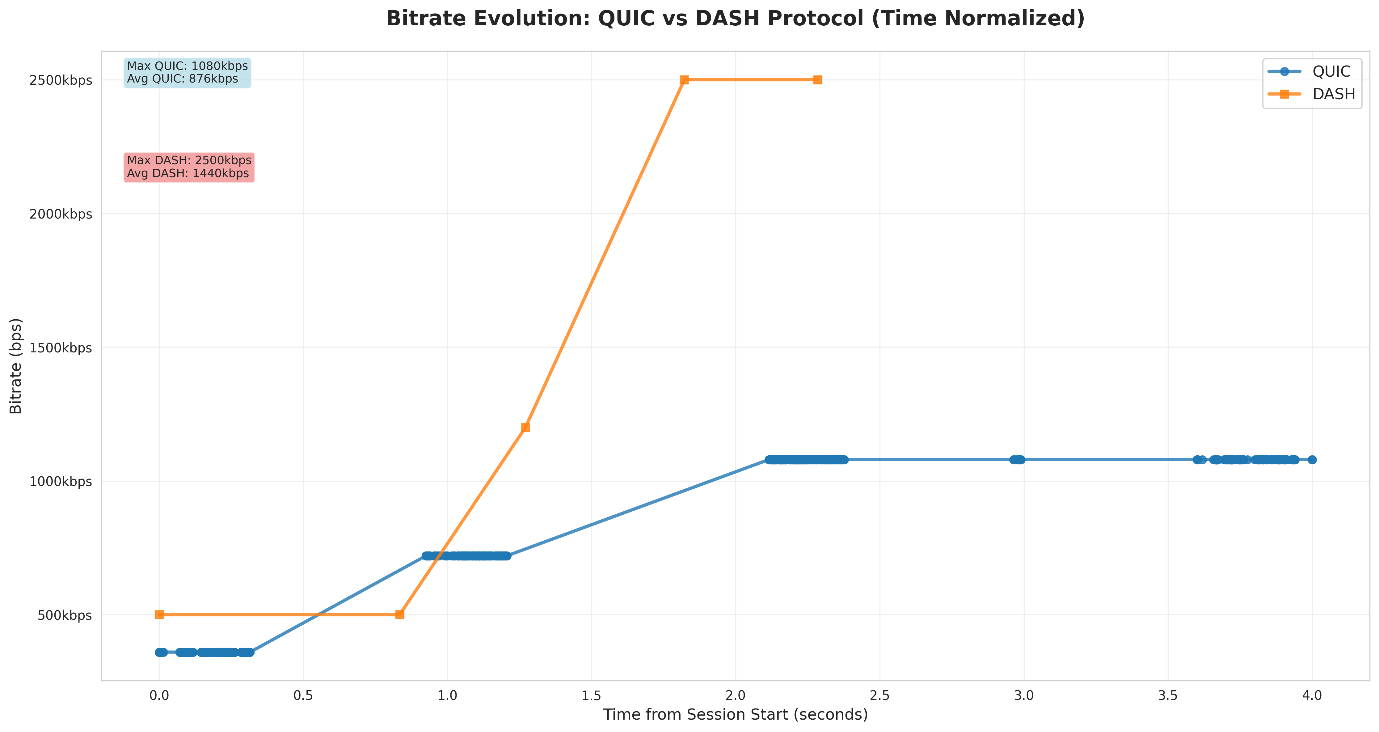 Bitrate Evolution: QUIC vs DASH Protocol (Time Normalized)
Max QUIC: 1080kbps
Avg QUIC: 876kbps
Max DASH: 2500kbps
Avg DASH: 1440kbps
QUIC
DASH
Bitrate (bps)
2500kbps
2000kbps
1500kbps
1000kbps
500kbps
0.0 0.5 1.0 1.5 2.0 2.5 3.0 3.5 4.0
Time from Session Start (seconds)